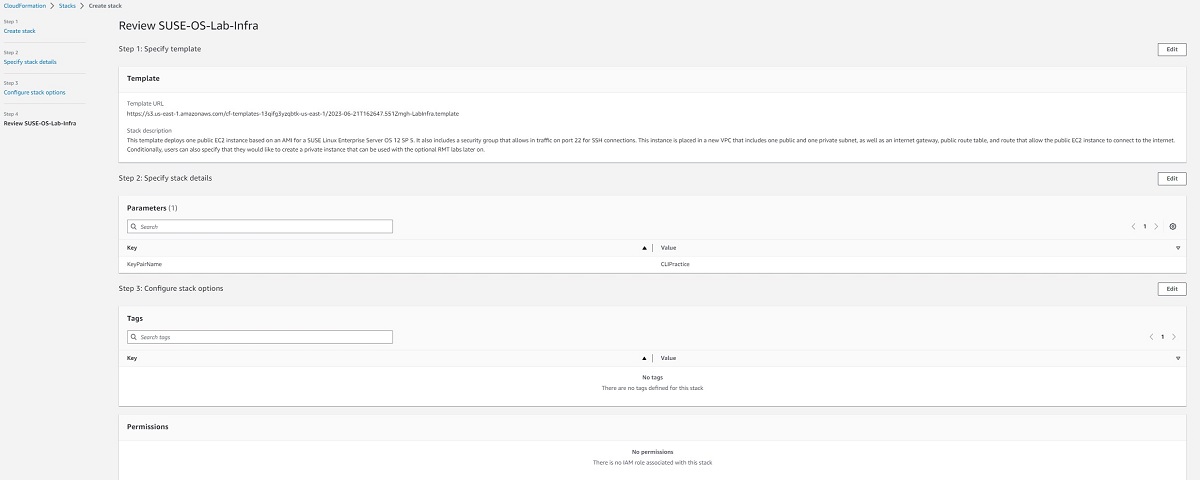 CloudFormation > Stacks > Create stack
Step 1
Create stack
Step 2
Specify stack details
Step 3
Configure stack options
Step 4
Review SUSE-OS-Lab-Infra
Review SUSE-OS-Lab-Infra
Step 1: Specify template
Edit
Template
Template URL
https://s3.us-east-1.amazonaws.com/cf-templates-13qifg3yzqbtk-us-east-1/2023-06-21T162647.551Zmgh-LabInfra.template
Stack description
This template deploys one public EC2 instance based on an AMI for a SUSE Linux Enterprise Server OS 12 SP 5. It also includes a security group that allows in traffic on port 22 for SSH connections. This instance is placed in a new VPC that includes one public and one private subnet, as well as an internet gateway, public route table, and route that allow the public EC2 instance to connect to the internet.
Conditionally, users can also specify that they would like to create a private instance that can be used with the optional RMT labs later on.
Step 2: Specify stack details
Edit
Parameters (1)
Search
1
Key Value
KeyPairName CLIPractice
Step 3: Configure stack options
Edit
Tags
Search tags
1
Key Value
No tags
There are no tags defined for this stack
Permissions
No permissions
There is no IAM role associated with this stack